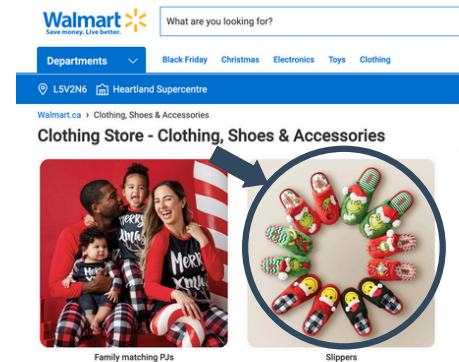 Walmart
Save money. Live better.
What are you looking for?
Departments
Black Friday Christmas Electronics Toys Clothing
L5V2N6 Heartland Supercentre
Walmart.ca › Clothing, Shoes & Accessories
Clothing Store - Clothing, Shoes & Accessories
MERRY
XMAS
Merry
Xmas
Family matching PJs
Slippers